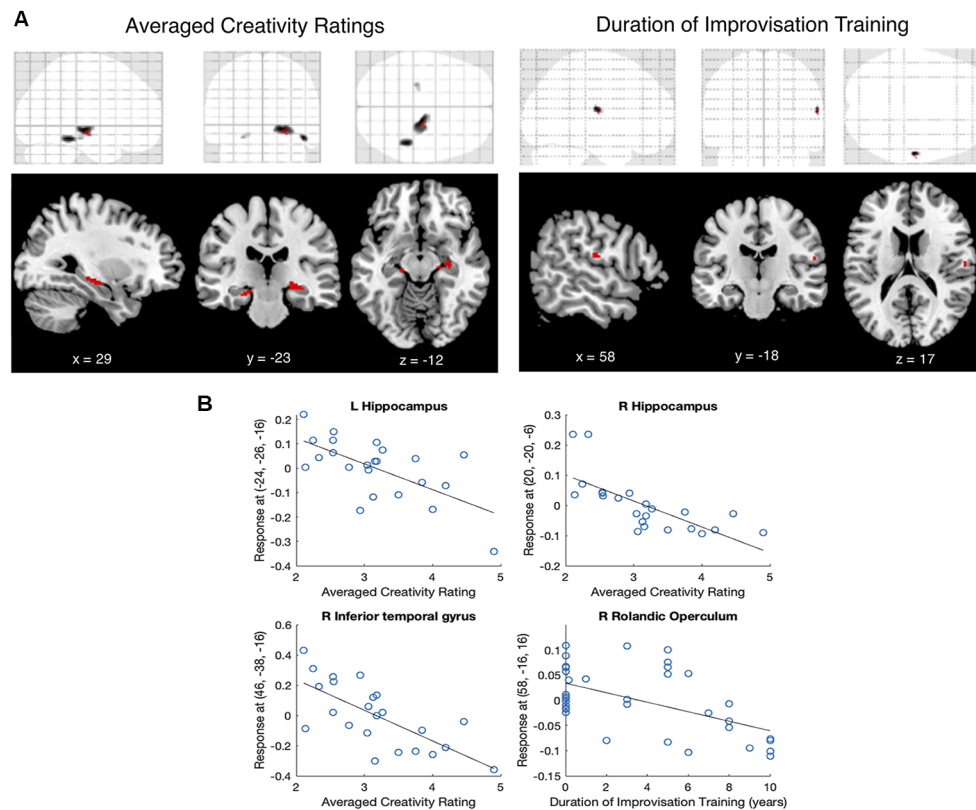 A
Averaged Creativity Ratings
Duration of Improvisation Training
x = 29
y = -23
z = -12
x = 58
y = -18
z = 17
B
L Hippocampus
Response at (-24, -26, -16)
0.2
0.1
0
-0.1
-0.2
-0.3
-0.4
2
3
4
5
Averaged Creativity Rating
R Hippocampus
Response at (20, -20, -6)
0.3
0.2
0.1
0
-0.1
-0.2
2
3
4
5
Averaged Creativity Rating
R Inferior temporal gyrus
Response at (46, -38, -16)
0.6
0.4
0.2
0
-0.2
-0.4
2
3
4
5
Averaged Creativity Rating
R Rolandic Operculum
Response at (58, -16, 16)
0.15
0.1
0.05
0
-0.05
-0.1
-0.15
0
2
4
6
8
10
Duration of Improvisation Training (years)